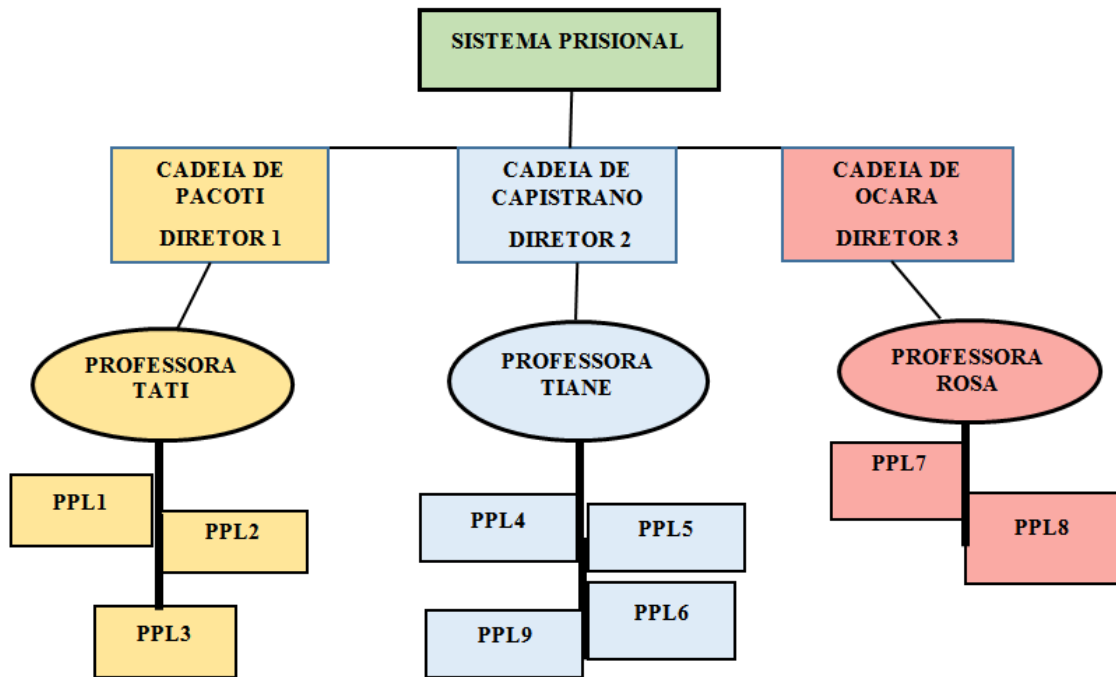 SISTEMA PRISIONAL
CADEIA DE
PACOTI
DIRETOR 1
CADEIA DE
CAPISTRANO
DIRETOR 2
CADEIA DE
OCARA
DIRETOR 3
PROFESSORA
TATI
PROFESSORA
TIANE
PROFESSORA
ROSA
PPL1
PPL2
PPL3
PPL4
PPL5
PPL6
PPL9
PPL7
PPL8